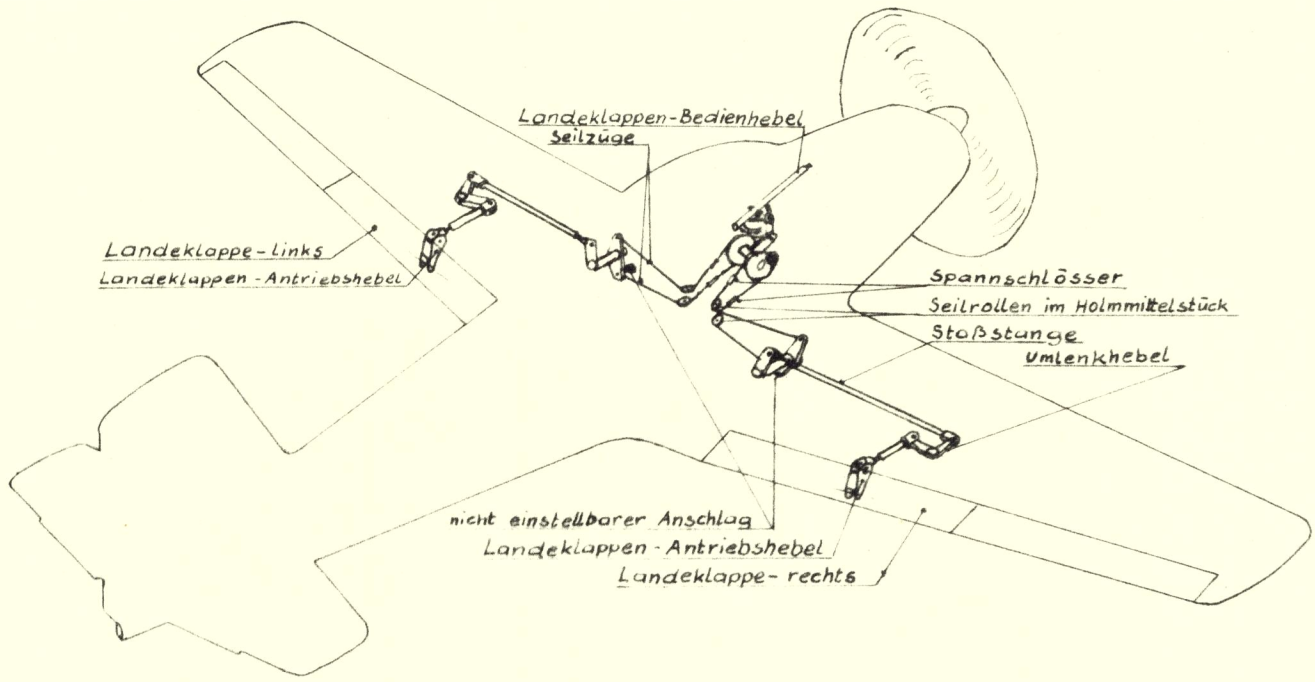 Landeklappen-Bedienhebel
Seilzüge
Landeklappe-links
Landeklappen-Antriebshebel
Spannschlösser
Seilrollen im Holmmittelstück
Stoßstange
Umlenkhebel
nicht einstellbarer Anschlag
Landeklappen-Antriebshebel
Landeklappe-rechts